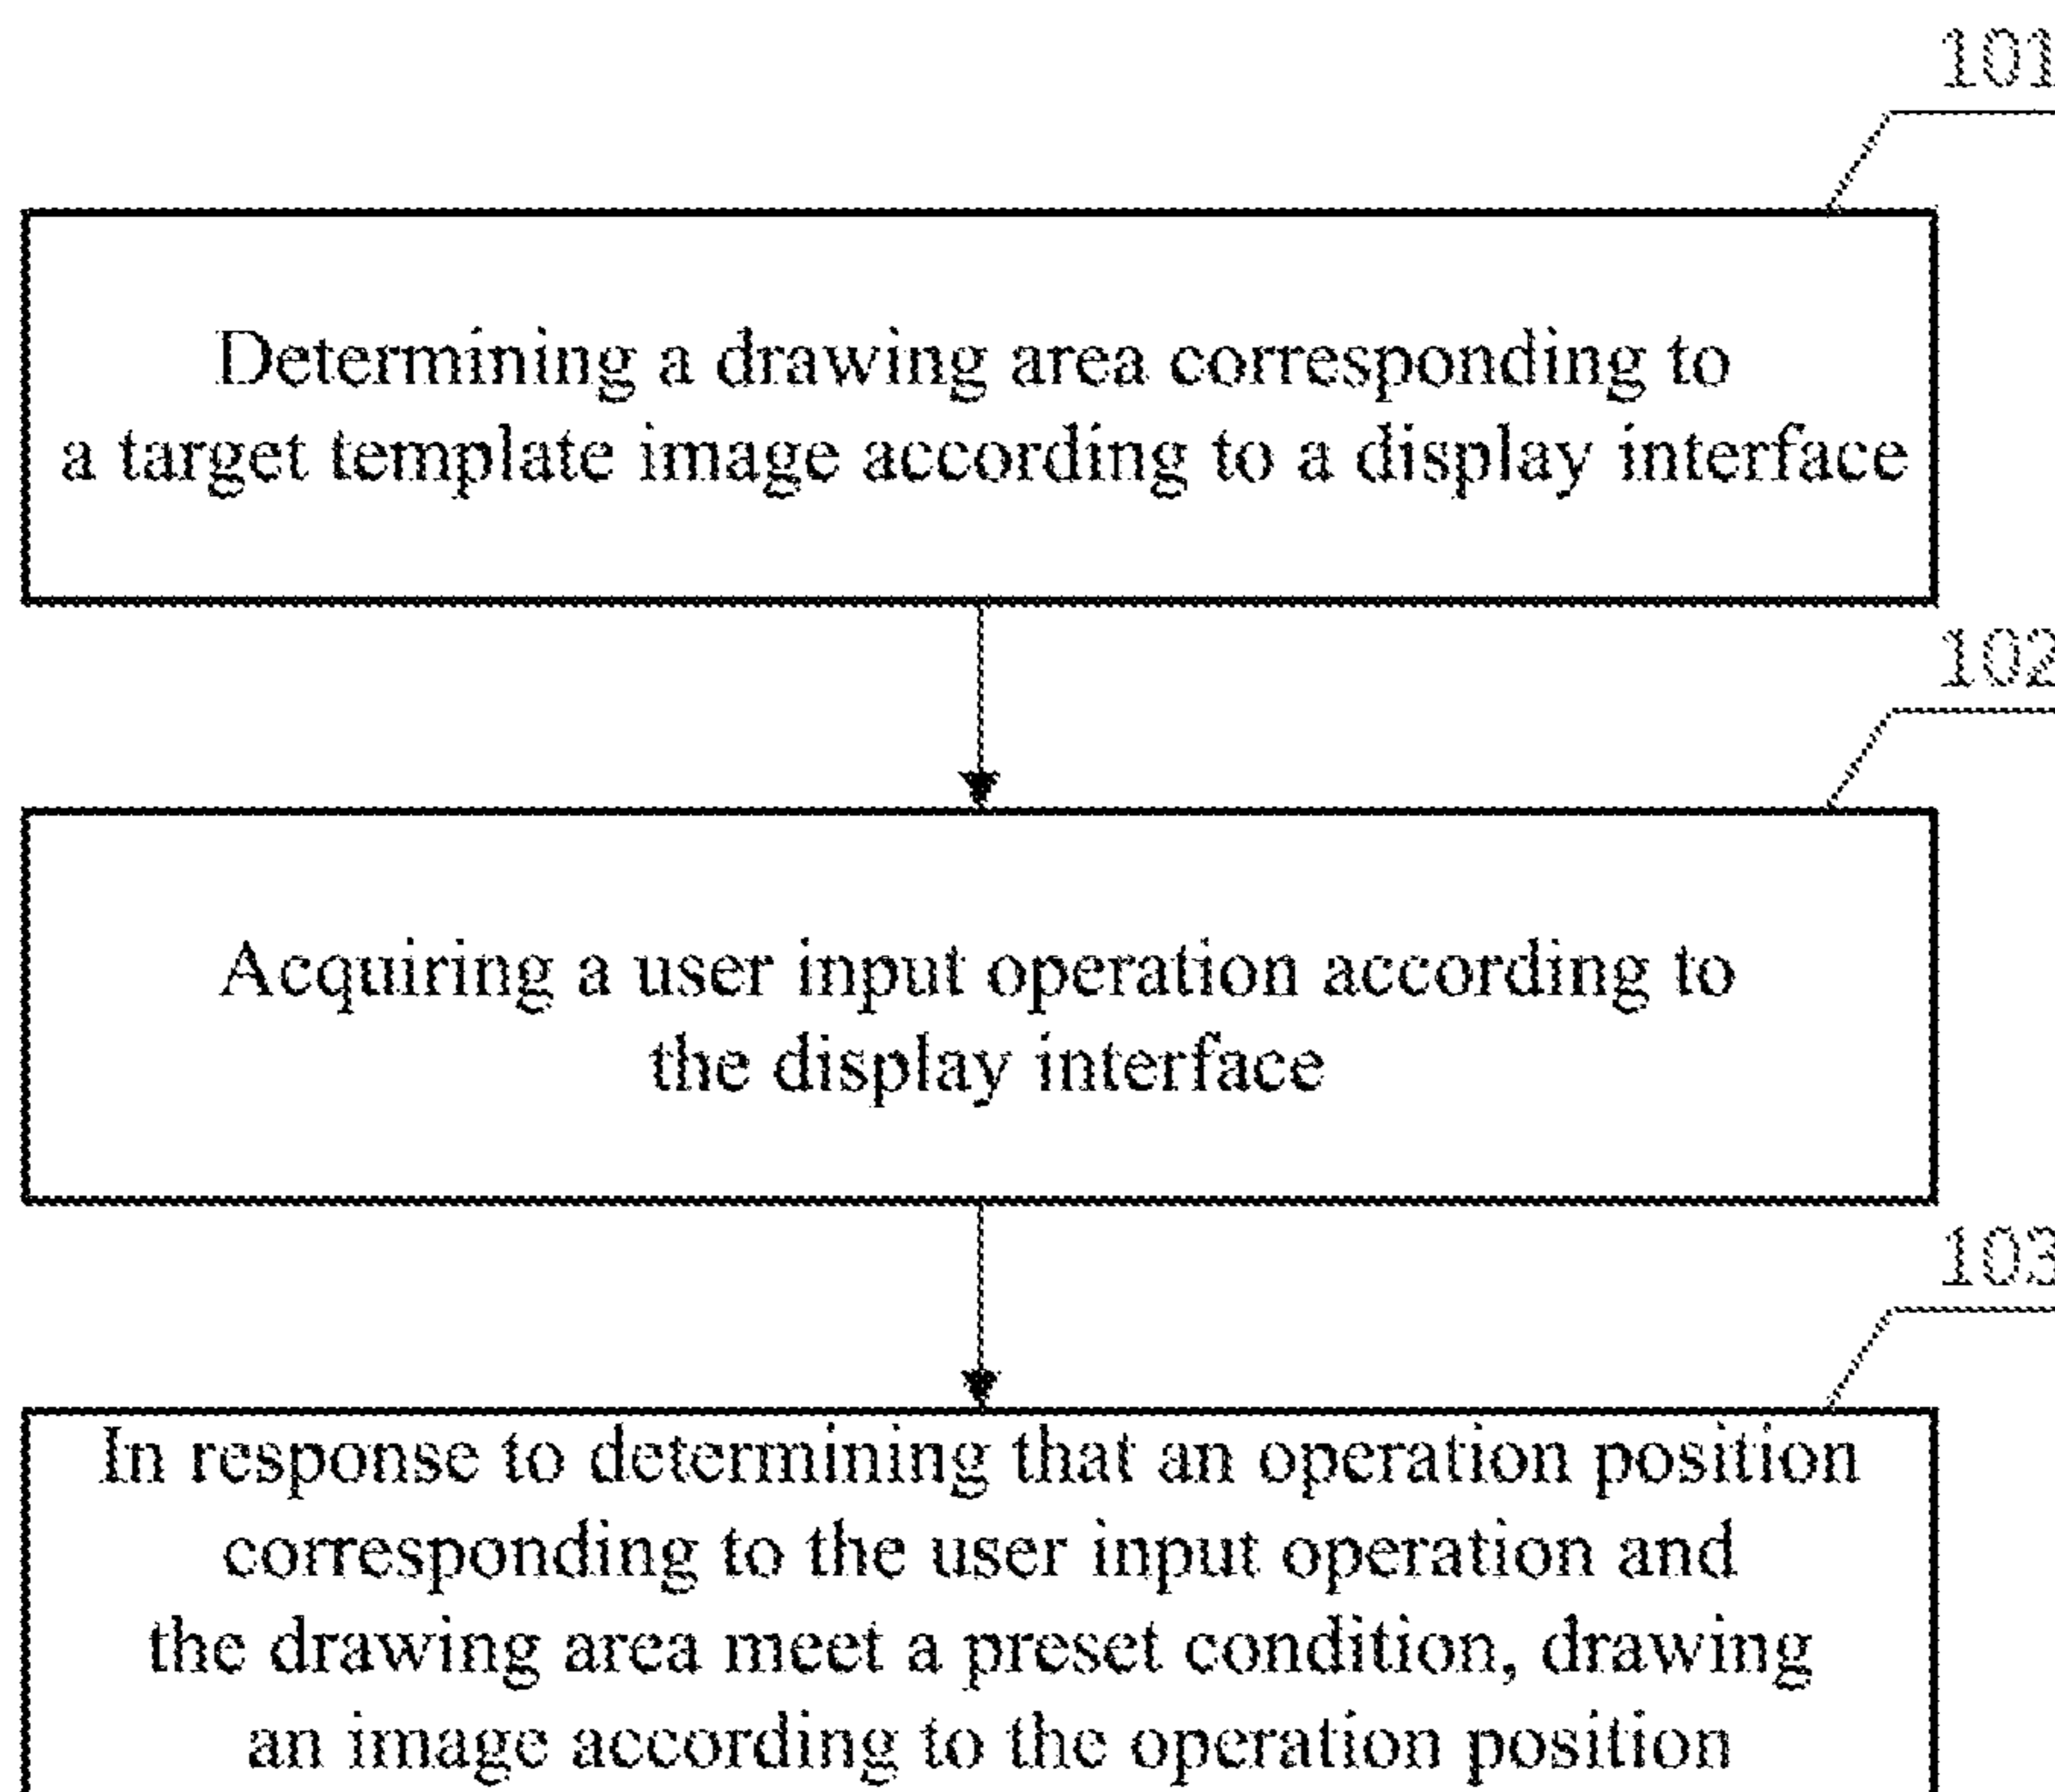 101
Determining a drawing area corresponding to
a target template image according to a display interface
102
Acquiring a user input operation according to
the display interface
103
In response to determining that an operation position
corresponding to the user input operation and
the drawing area meet a preset condition, drawing
an image according to the operation position